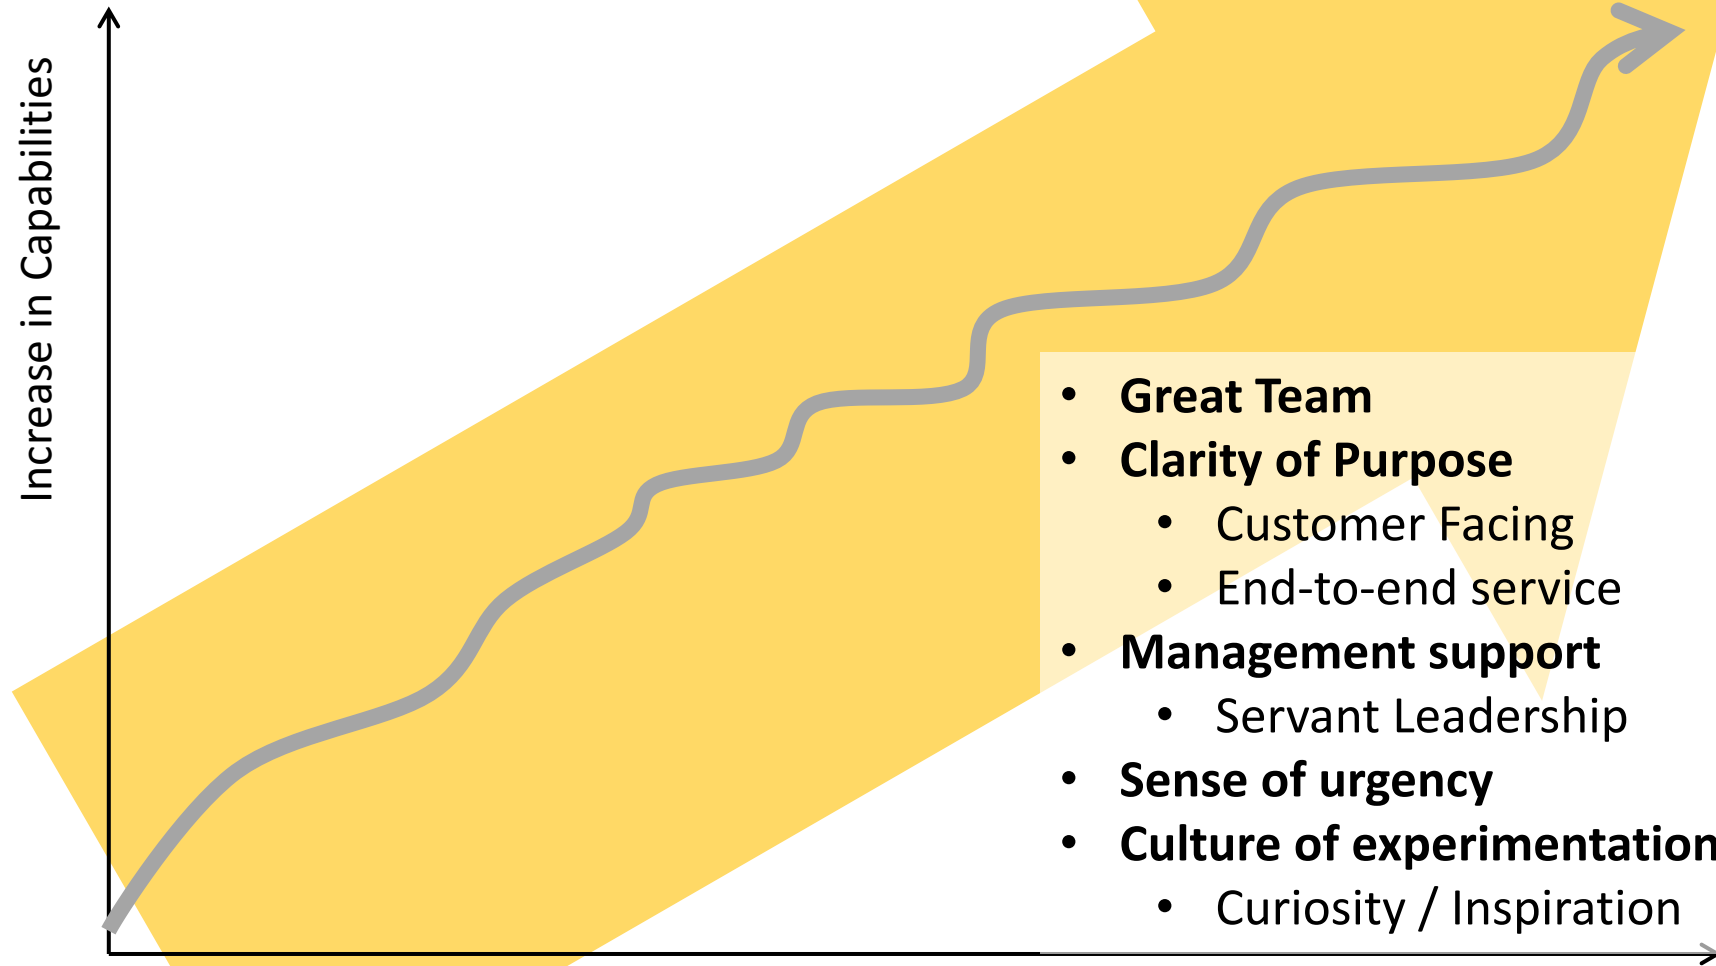 Increase in Capabilities
• Great Team
• Clarity of Purpose
• Customer Facing
• End-to-end service
• Management support
• Servant Leadership
• Sense of urgency
• Culture of experimentation
• Curiosity / Inspiration